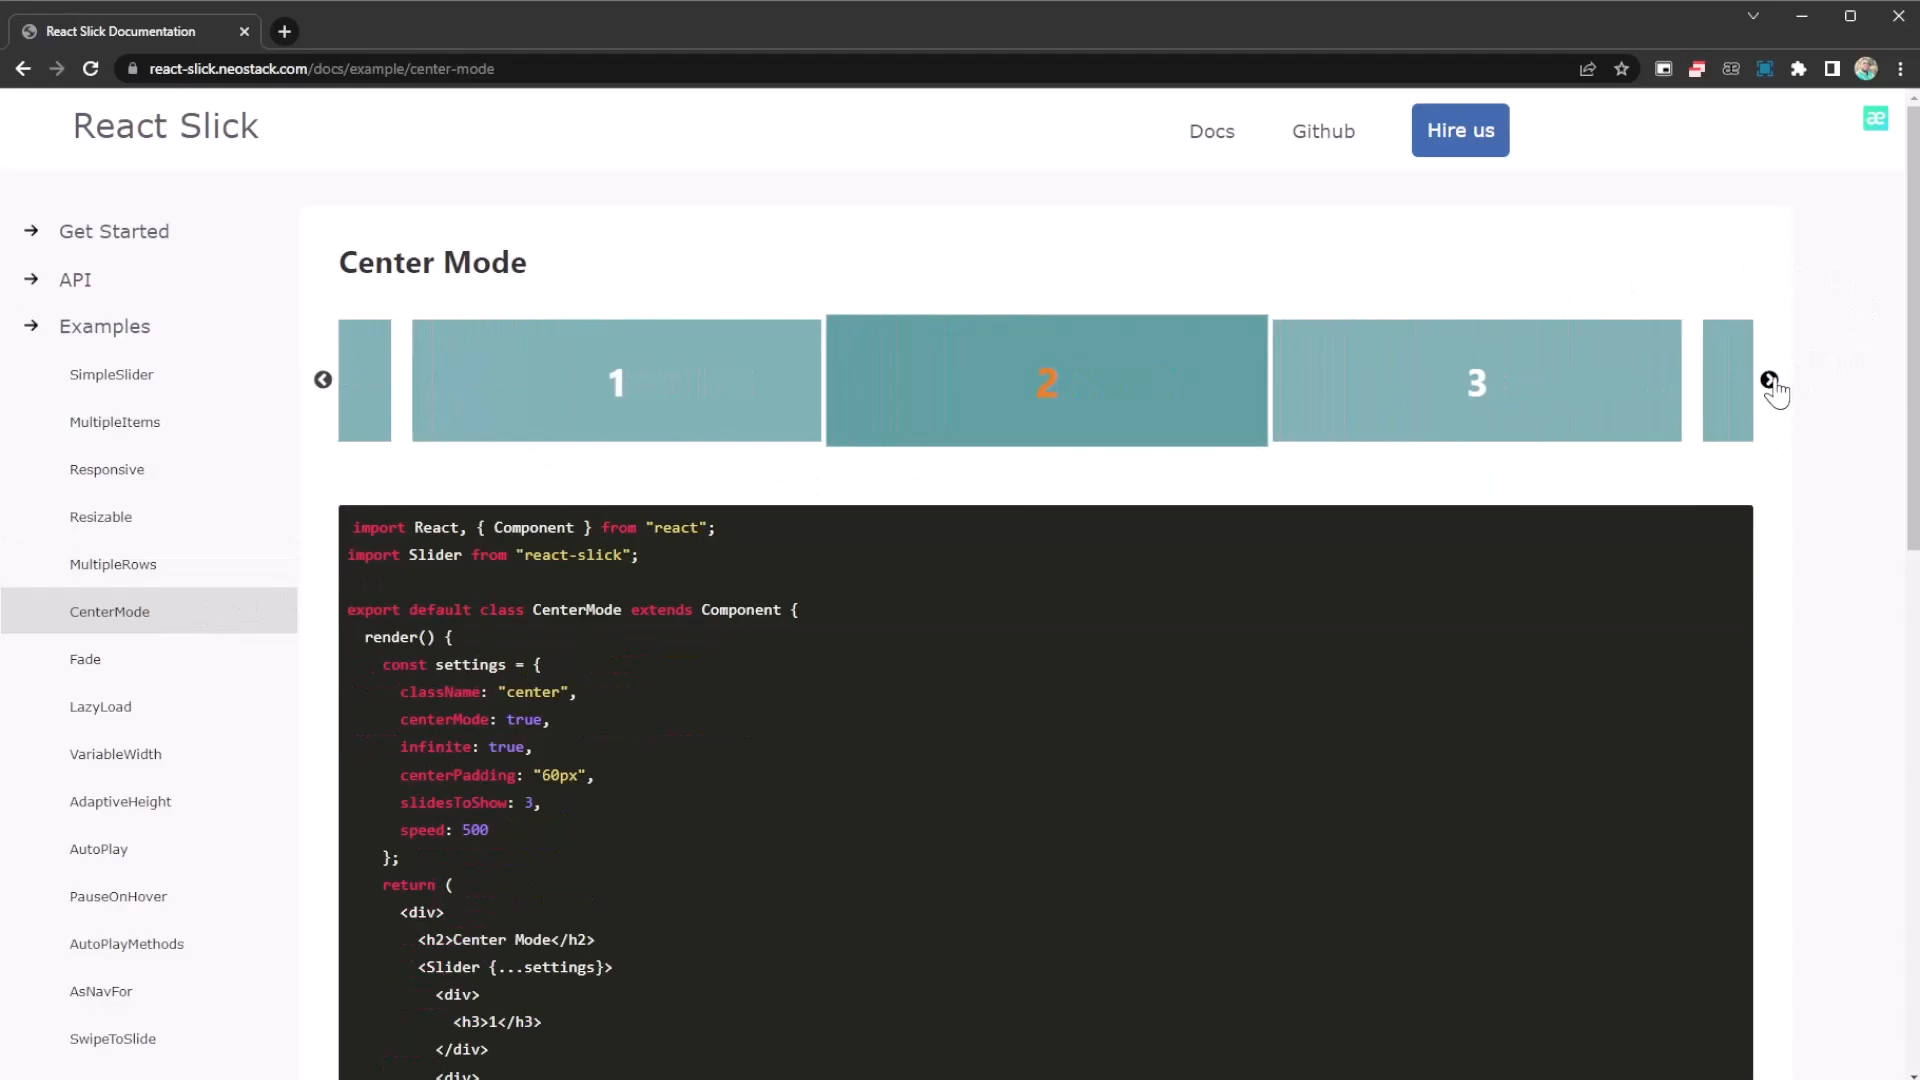 React Slick Documentation
react-slick.neostack.com/docs/example/center-mode
React Slick
Docs
Github
Hire us
æ
Get Started
API
Examples
SimpleSlider
MultipleItems
Responsive
Resizable
MultipleRows
CenterMode
Fade
LazyLoad
VariableWidth
AdaptiveHeight
AutoPlay
PauseOnHover
AutoPlayMethods
AsNavFor
SwipeToSlide
Center Mode
1
2
3
import React, { Component } from "react";
import Slider from "react-slick";
export default class CenterMode extends Component {
render() {
const settings = {
className: "center",
centerMode: true,
infinite: true,
centerPadding: "60px",
slidesToShow: 3,
speed: 500
};
return (
<div>
<h2>Center Mode</h2>
<Slider {...settings}>
<div>
<h3>1</h3>
</div>
<div>